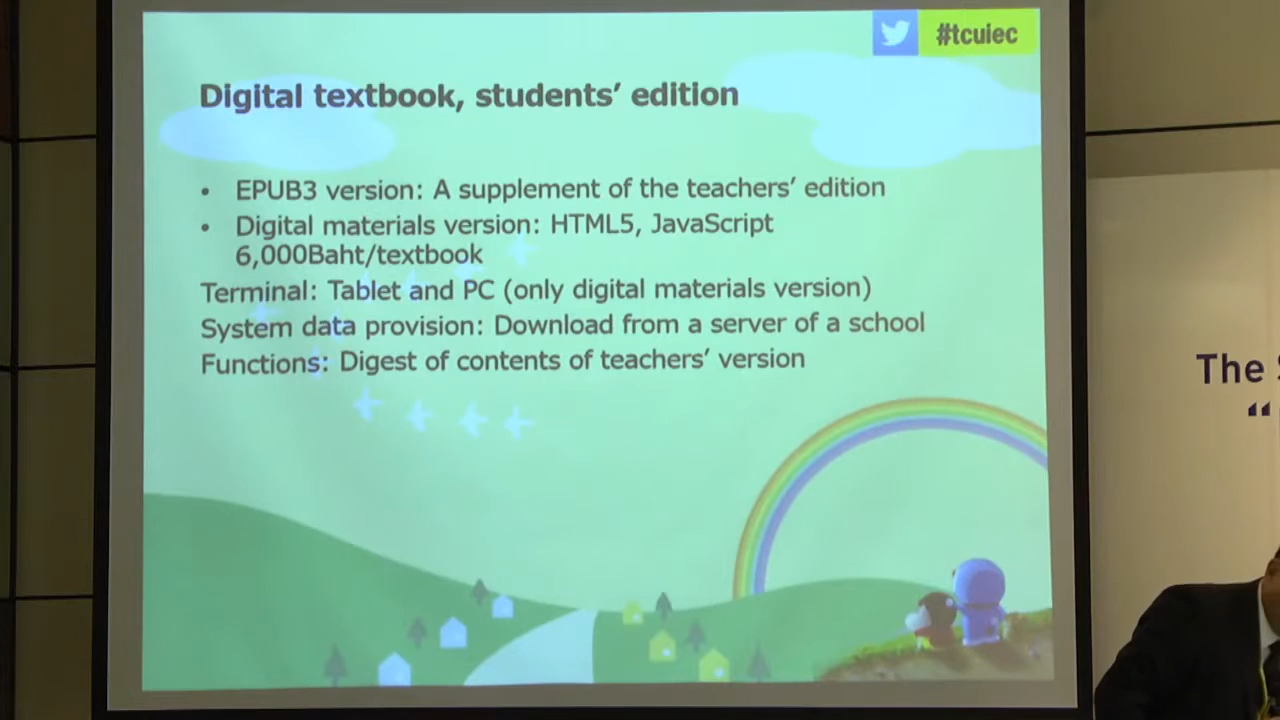 #tcuiec
Digital textbook, students’ edition
• EPUB3 version: A supplement of the teachers’ edition
• Digital materials version: HTML5, JavaScript
6,000Baht/textbook
Terminal: Tablet and PC (only digital materials version)
System data provision: Download from a server of a school
Functions: Digest of contents of teachers’ version
The
“